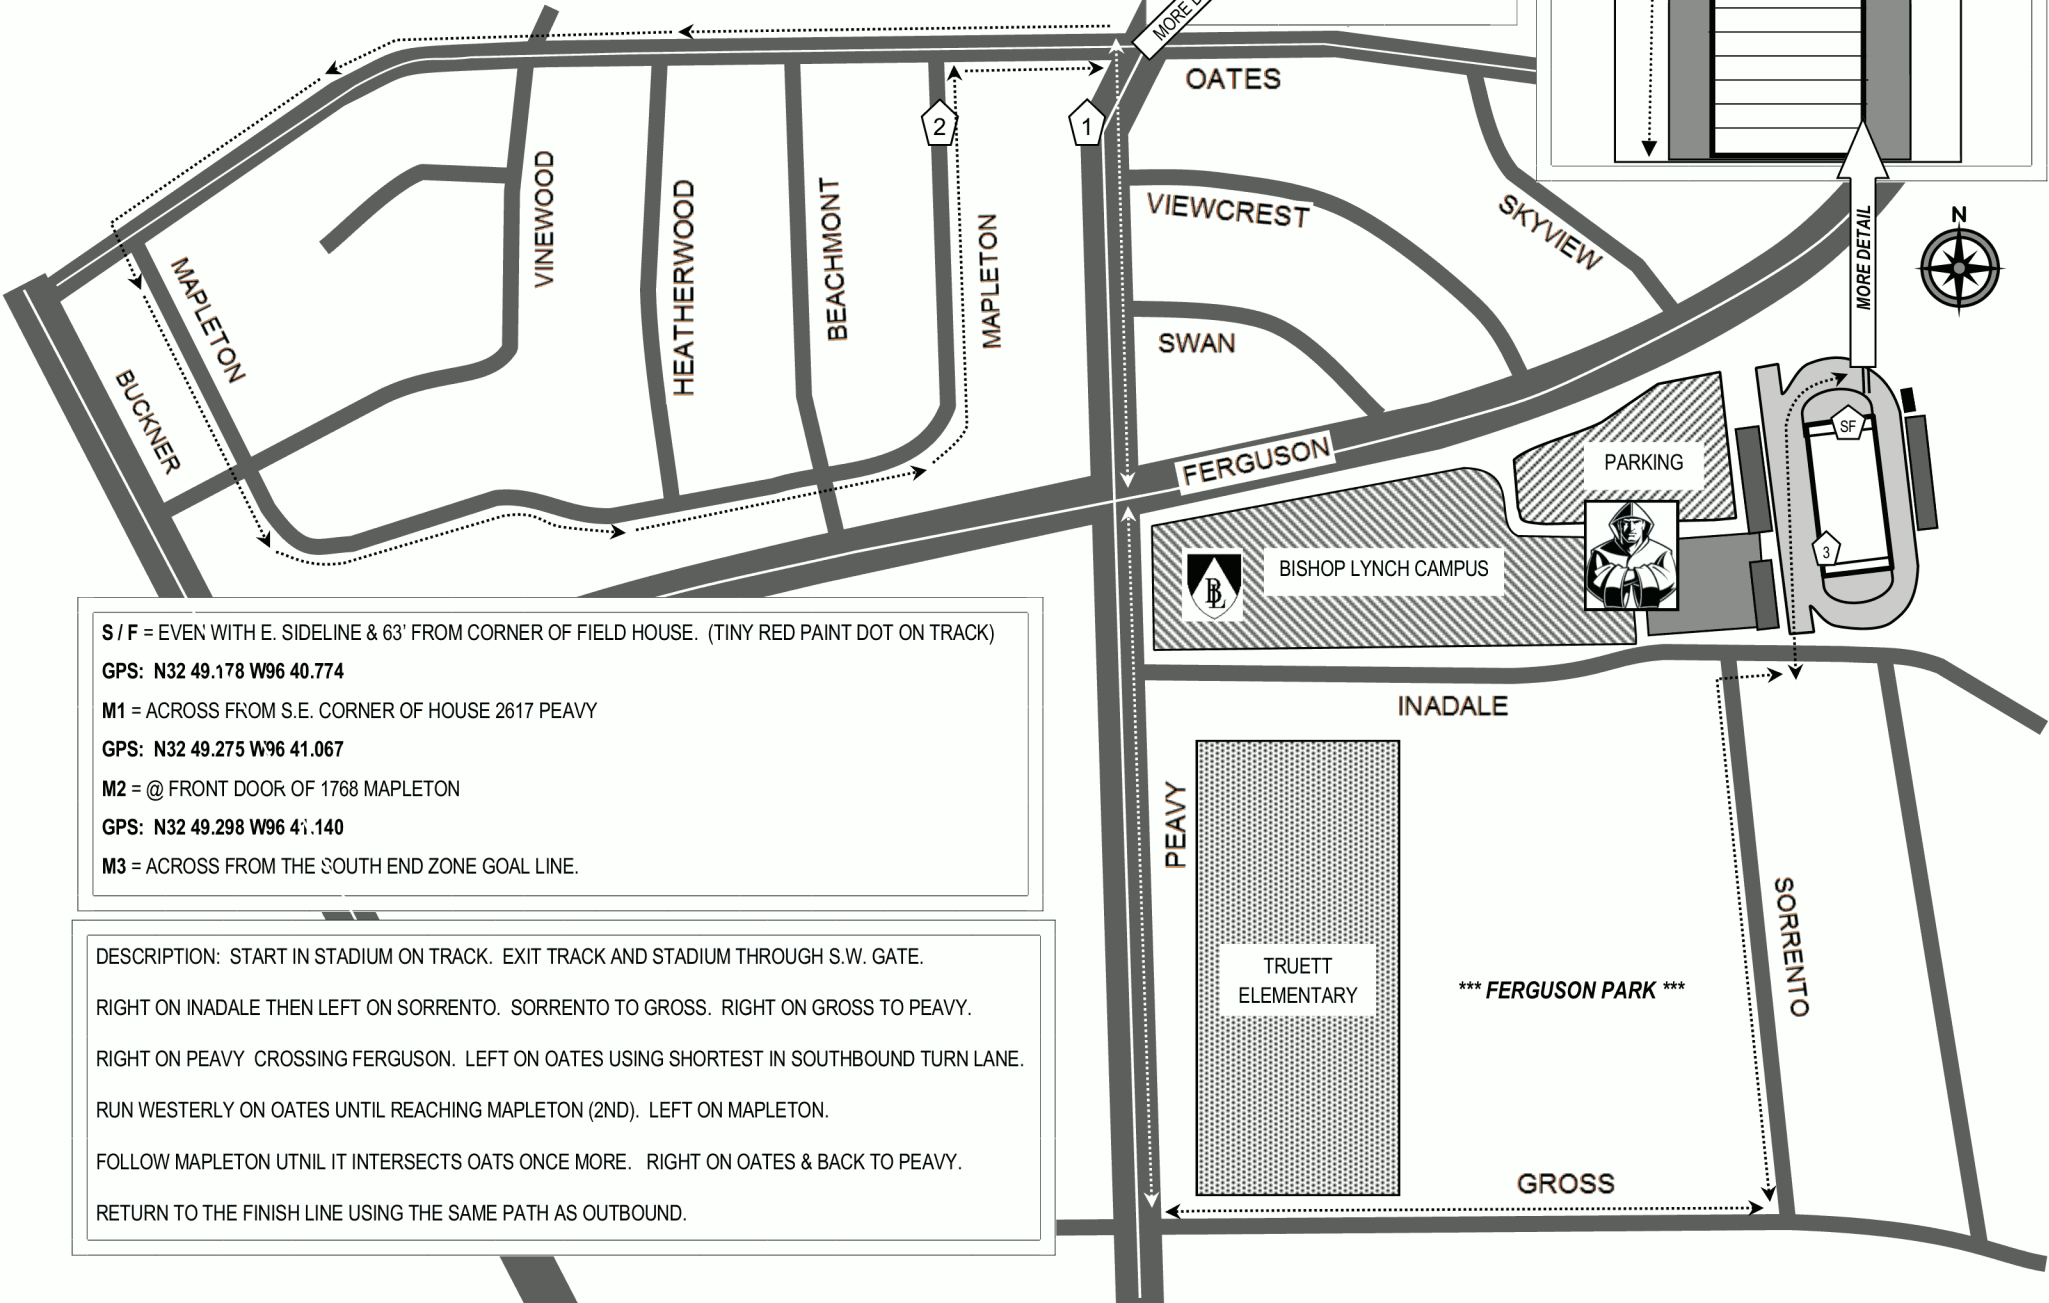 MORE D
OATES
2
1
VINEWOOD
HEATHERWOOD
BEACHMONT
MAPLETON
VIEWCREST
SKYVIEW
MORE DETAIL
N
MAPLETON
BUCKNER
SWAN
FERGUSON
PARKING
SF
3
BISHOP LYNCH CAMPUS
BL
S / F = EVEN WITH E. SIDELINE & 63' FROM CORNER OF FIELD HOUSE. (TINY RED PAINT DOT ON TRACK)
GPS: N32 49.178 W96 40.774
M1 = ACROSS FROM S.E. CORNER OF HOUSE 2617 PEAVY
GPS: N32 49.275 W96 41.067
M2 = @ FRONT DOOR OF 1768 MAPLETON
GPS: N32 49.298 W96 41.140
M3 = ACROSS FROM THE SOUTH END ZONE GOAL LINE.
INADALE
PEAVY
SORRENTO
TRUETT
ELEMENTARY
*** FERGUSON PARK ***
GROSS
DESCRIPTION: START IN STADIUM ON TRACK. EXIT TRACK AND STADIUM THROUGH S.W. GATE.
RIGHT ON INADALE THEN LEFT ON SORRENTO. SORRENTO TO GROSS. RIGHT ON GROSS TO PEAVY.
RIGHT ON PEAVY CROSSING FERGUSON. LEFT ON OATES USING SHORTEST IN SOUTHBOUND TURN LANE.
RUN WESTERLY ON OATES UNTIL REACHING MAPLETON (2ND). LEFT ON MAPLETON.
FOLLOW MAPLETON UTNIL IT INTERSECTS OATS ONCE MORE. RIGHT ON OATES & BACK TO PEAVY.
RETURN TO THE FINISH LINE USING THE SAME PATH AS OUTBOUND.